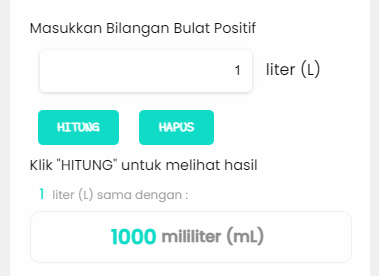 Masukkan Bilangan Bulat Positif
1 liter (L)
HITUNG HAPUS
Klik "HITUNG" untuk melihat hasil
1 liter (L) sama dengan :
1000 mililiter (mL)